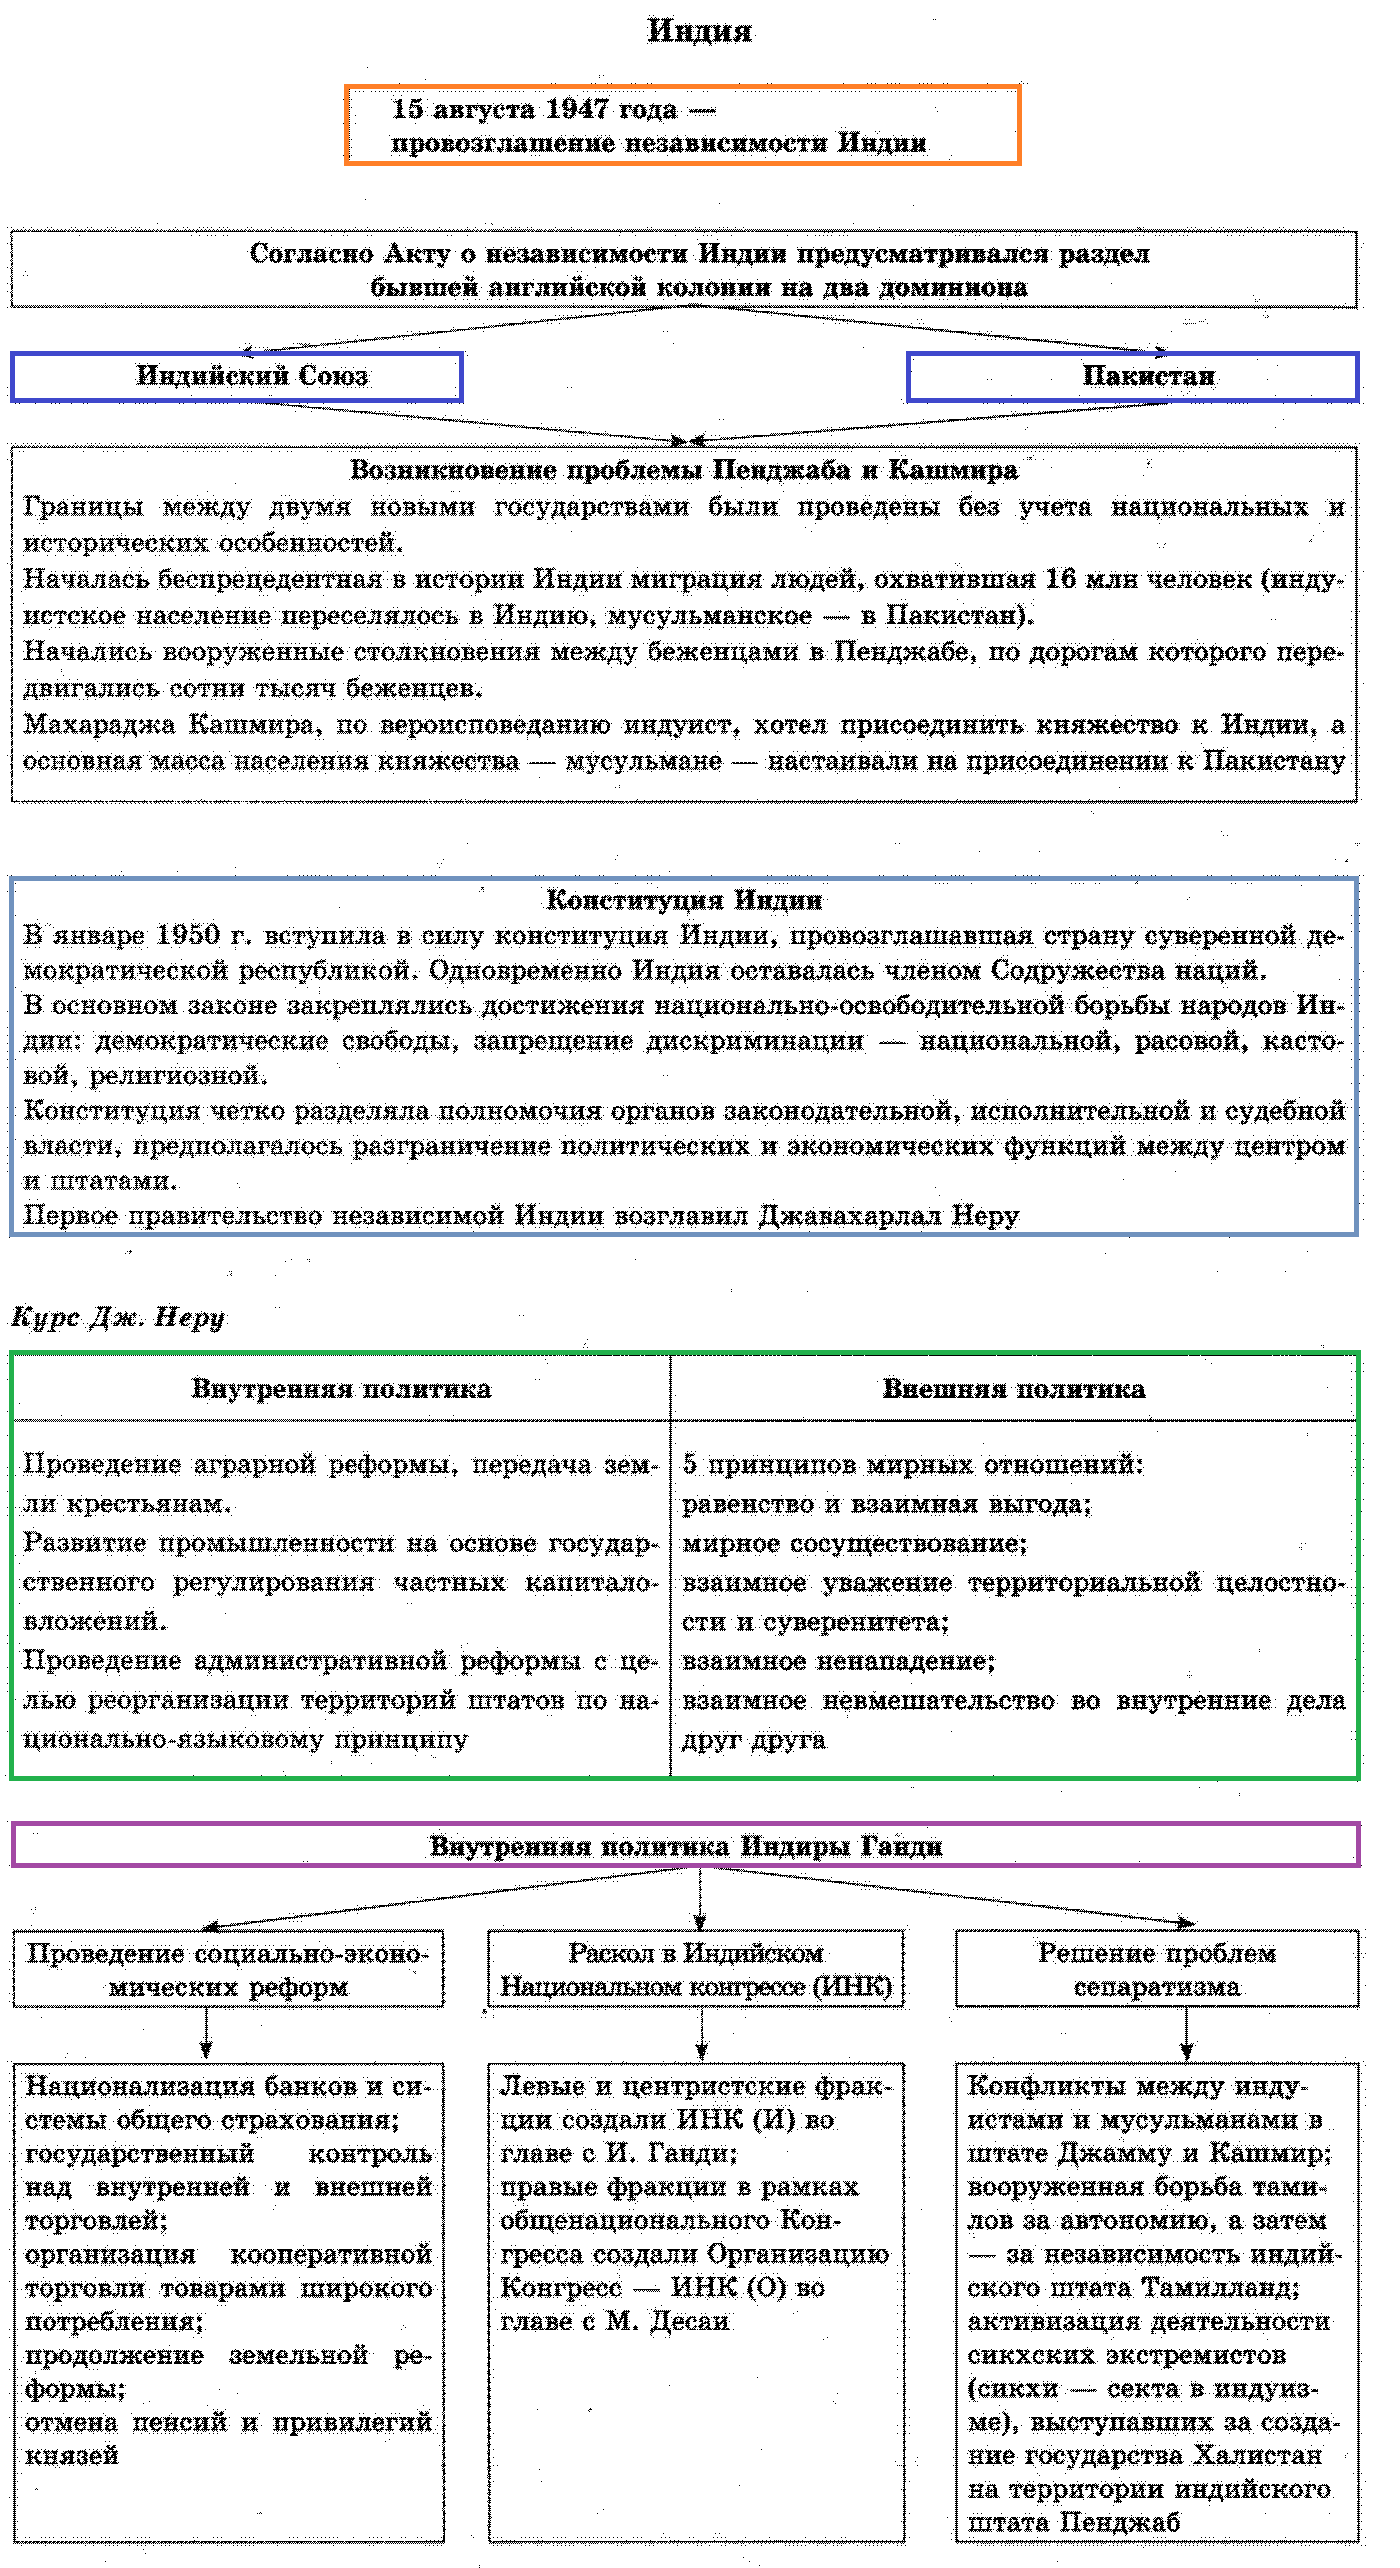 Индия
15 августа 1947 года —
провозглашение независимости Индии
Согласно Акту о независимости Индии предусматривался раздел
бывшей английской колонии на два доминиона
Индийский Союз
Пакистан
Возникновение проблемы Пенджаба и Кашмира
Границы между двумя новыми государствами были проведены без учета национальных и
исторических особенностей.
Началась беспрецедентная в истории Индии миграция людей, охватившая 16 млн человек (инду-
истское население переселялось в Индию, мусульманское — в Пакистан).
Начались вооруженные столкновения между беженцами в Пенджабе, по дорогам которого пере-
двигались сотни тысяч беженцев.
Махараджа Кашмира, по вероисповеданию индуист, хотел присоединить княжество к Индии, а
основная масса населения княжества — мусульмане — настаивали на присоединении к Пакистану
Конституция Индии
В январе 1950 г. вступила в силу конституция Индии, провозглашавшая страну суверенной де-
мократической республикой. Одновременно Индия оставалась членом Содружества наций.
В основном законе закреплялись достижения национально-освободительной борьбы народов Ин-
дии: демократические свободы, запрещение дискриминации — национальной, расовой, касто-
вой, религиозной.
Конституция четко разделяла полномочия органов законодательной, исполнительной и судебной
власти, предполагалось разграничение политических и экономических функций между центром
и штатами.
Первое правительство независимой Индии возглавил Джавахарлал Неру
Курс Дж. Неру
Внутренняя политика
Проведение аграрной реформы, передача зем-
ли крестьянам.
Развитие промышленности на основе государ-
ственного регулирования частных капитало-
вложений.
Проведение административной реформы с це-
лью реорганизации территорий штатов по на-
ционально-языковому принципу
Внешняя политика
5 принципов мирных отношений:
равенство и взаимная выгода;
мирное сосуществование;
взаимное уважение территориальной целостно-
сти и суверенитета;
взаимное ненападение;
взаимное невмешательство во внутренние дела
друг друга
Внутренняя политика Индиры Ганди
Проведение социально-эконо-
мических реформ
Национализация банков и си-
стемы общего страхования;
государственный контроль
над внутренней и внешней
торговлей;
организация кооперативной
торговли товарами широкого
потребления;
продолжение земельной ре-
формы;
отмена пенсий и привилегий
князей
Раскол в Индийском
Национальном конгрессе (ИНК)
Левые и центристские фрак-
ции создали ИНК (И) во
главе с И. Ганди;
правые фракции в рамках
общенационального Кон-
гресса создали Организацию
Конгресс — ИНК (О) во
главе с М. Десаи
Решение проблем
сепаратизма
Конфликты между инду-
истами и мусульманами в
штате Джамму и Кашмир;
вооруженная борьба тами-
лов за автономию, а затем
— за независимость индий-
ского штата Тамилланд;
активизация деятельности
сикхских экстремистов
(сикхи — секта в индуиз-
ме), выступавших за созда-
ние государства Халистан
на территории индийского
штата Пенджаб